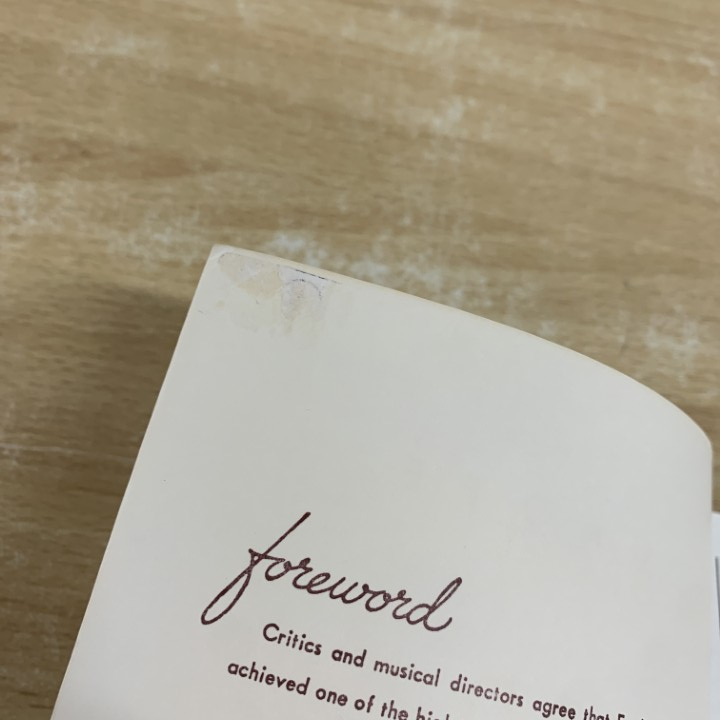 foreword
Critics and musical directors agree that
achieved one of the